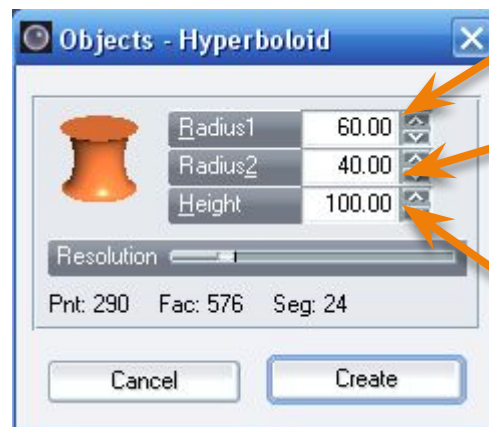 Objects - Hyperboloid
Radius1 60.00
Radius2 40.00
Height 100.00
Resolution
Pnt: 290 Fac: 576 Seg: 24
Cancel Create